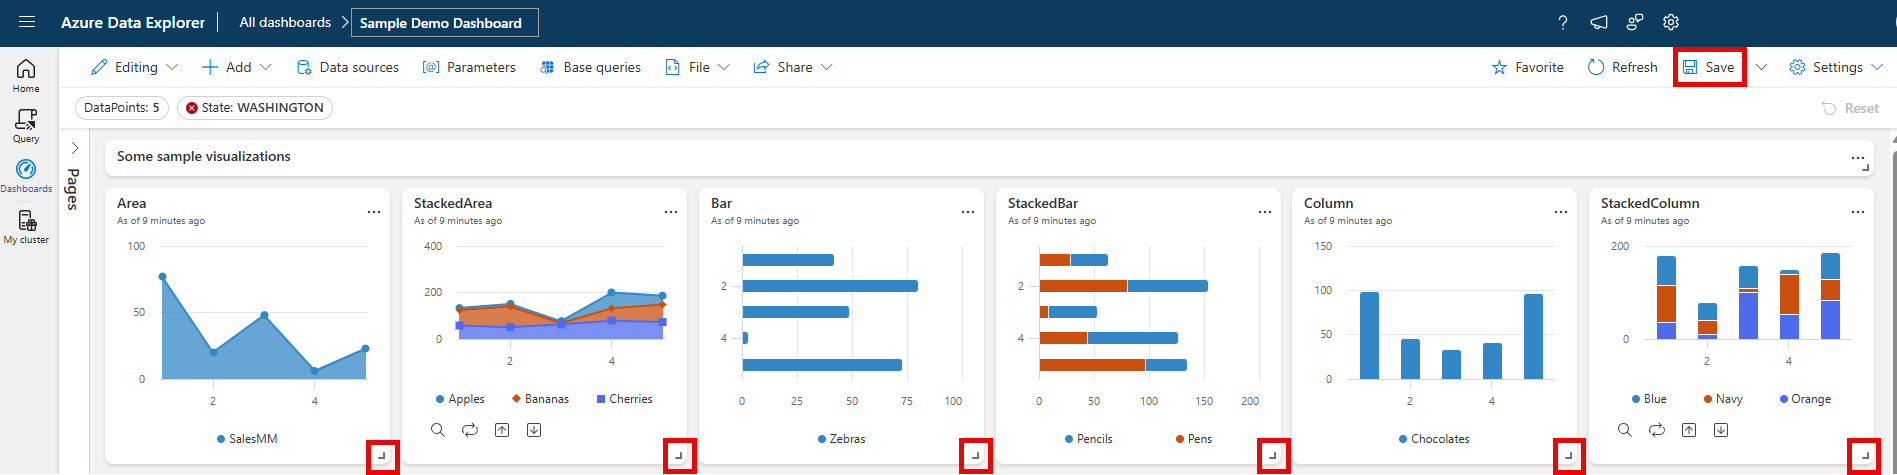 Azure Data Explorer All dashboards Sample Demo Dashboard
Editing Add Data sources Parameters Base queries File Share Favorite Refresh Save Settings
Home
DataPoints: 5 State: WASHINGTON Reset
Query
Dashboards
My cluster
Pages
Some sample visualizations
Area
As of 9 minutes ago
100
50
0
2 4
SalesMM
StackedArea
As of 9 minutes ago
400
200
0
2 4
Apples Bananas Cherries
Bar
As of 9 minutes ago
2
4
0 25 50 75 100
Zebras
StackedBar
As of 9 minutes ago
2
4
0 50 100 150 200
Pencils Pens
Column
As of 9 minutes ago
150
100
50
0
2 4
Chocolates
StackedColumn
As of 9 minutes ago
200
0
2 4
Blue Navy Orange